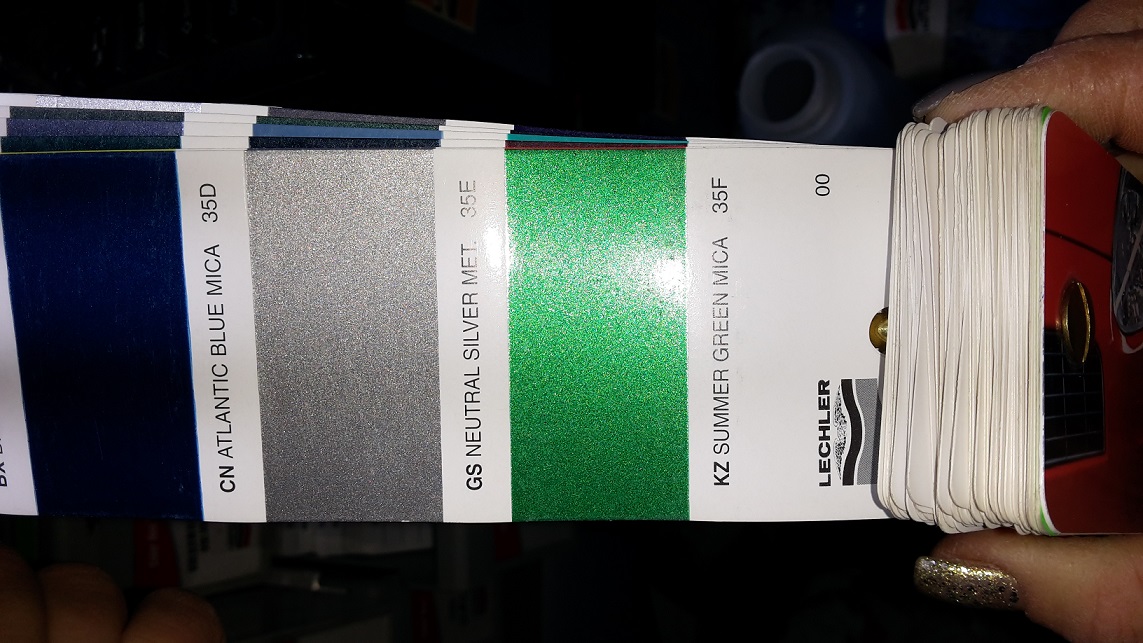 CN ATLANTIC BLUE MICA 35D
GS NEUTRAL SILVER MET. 35E
KZ SUMMER GREEN MICA 35F
LECHLER 00